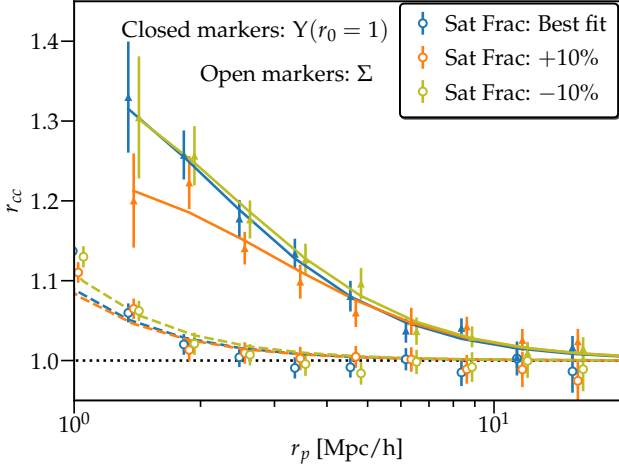 Closed markers: Υ(r₀ = 1)
Open markers: Σ
Sat Frac: Best fit
Sat Frac: +10%
Sat Frac: −10%
1.4
1.3
1.2
1.1
1.0
r_cc
10⁰
10¹
r_p [Mpc/h]